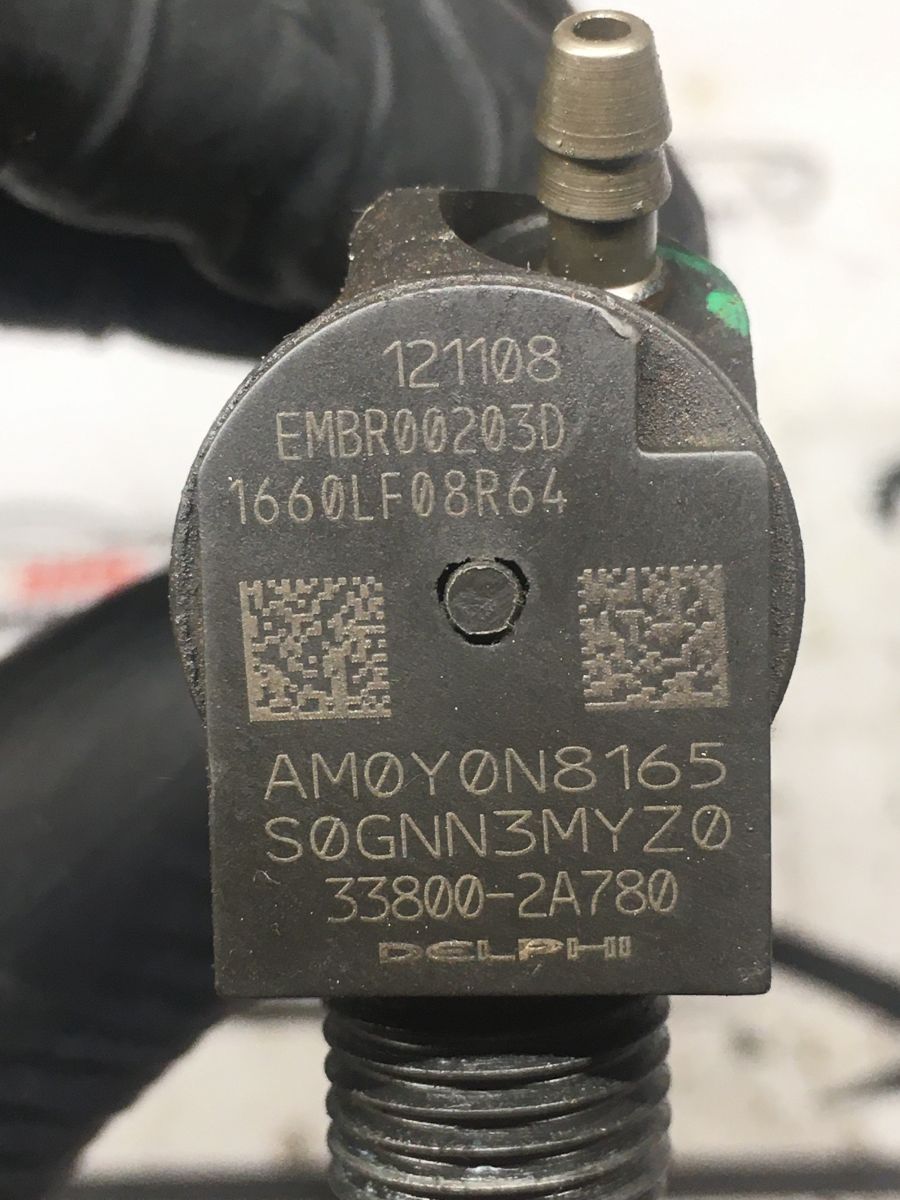 121108
EMBR00203D
1660LF08R64
AM0Y0N8165
S0GNN3MYZ0
33800-2A780
DELPHI